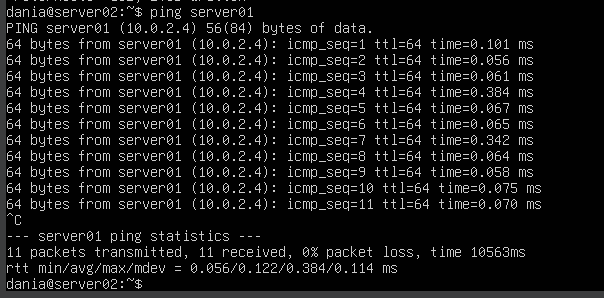 dania@server02:~$ ping server01
PING server01 (10.0.2.4) 56(84) bytes of data.
64 bytes from server01 (10.0.2.4): icmp_seq=1 ttl=64 time=0.101 ms
64 bytes from server01 (10.0.2.4): icmp_seq=2 ttl=64 time=0.056 ms
64 bytes from server01 (10.0.2.4): icmp_seq=3 ttl=64 time=0.061 ms
64 bytes from server01 (10.0.2.4): icmp_seq=4 ttl=64 time=0.384 ms
64 bytes from server01 (10.0.2.4): icmp_seq=5 ttl=64 time=0.067 ms
64 bytes from server01 (10.0.2.4): icmp_seq=6 ttl=64 time=0.065 ms
64 bytes from server01 (10.0.2.4): icmp_seq=7 ttl=64 time=0.342 ms
64 bytes from server01 (10.0.2.4): icmp_seq=8 ttl=64 time=0.064 ms
64 bytes from server01 (10.0.2.4): icmp_seq=9 ttl=64 time=0.058 ms
64 bytes from server01 (10.0.2.4): icmp_seq=10 ttl=64 time=0.075 ms
64 bytes from server01 (10.0.2.4): icmp_seq=11 ttl=64 time=0.070 ms
^C
--- server01 ping statistics ---
11 packets transmitted, 11 received, 0% packet loss, time 10563ms
rtt min/avg/max/mdev = 0.056/0.122/0.384/0.114 ms
dania@server02:~$